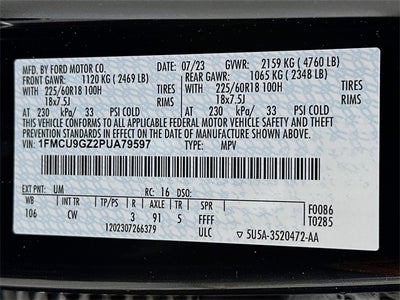 MFD. BY FORD MOTOR CO. DATE: 07/23 GVWR: 2159 KG ( 4760 LB)
FRONT GAWR: 1120 KG ( 2469 LB) REAR GAWR: 1065 KG ( 2348 LB)
WITH 225/60R18 100H TIRES WITH 225/60R18 100H TIRES
18x7.5J RIMS 18x7.5J RIMS
AT 230 kPa/ 33 PSI COLD AT 230 kPa/ 33 PSI COLD
THIS VEHICLE CONFORMS TO ALL APPLICABLE FEDERAL MOTOR VEHICLE SAFETY AND THEFT PREVENTION STANDARDS IN EFFECT ON THE DATE OF MANUFACTURE SHOWN ABOVE.
VIN: 1FMCU9GZ2PUA79597 TYPE: MPV
EXT PNT: UM RC: 16 DSO:
WB INT TR TP/PS R AXLE TR SPR F0086
106 CW 3 91 5 FFFF T0285
1202307266379 ULC 5U5A-3520472-AA